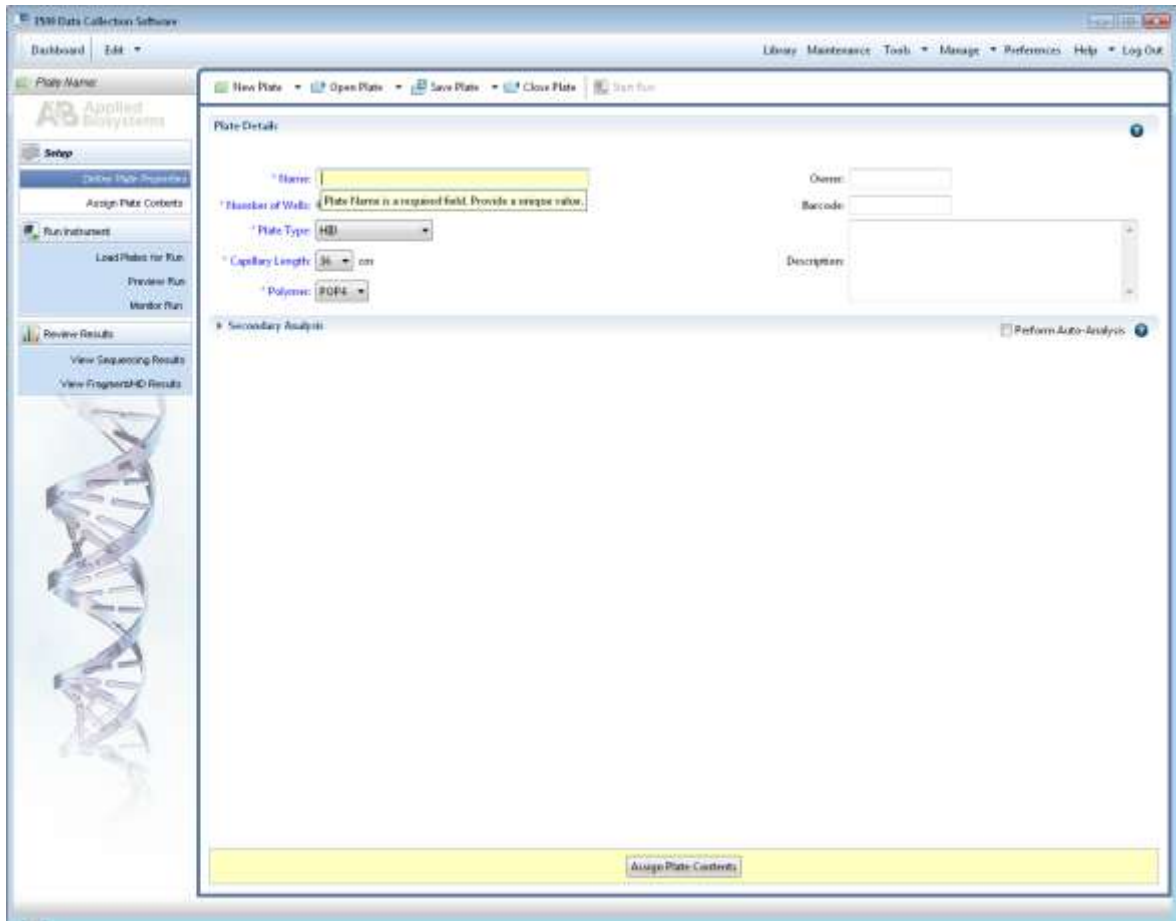 Data Collection Software
Dashboard Edit
Library Maintenance Tools Manage Preferences Help Log Out
Plate Name:
New Plate Open Plate Save Plate Close Plate Start Run
AB Applied Biosystems
Plate Details
Setup
Define Plate Properties
Assign Plate Contents
* Name:
Owner:
* Number of Wells:
Plate Name is a required field. Provide a unique value.
Barcode:
* Plate Type: HID
* Capillary Length: 36 cm
Description:
* Polymer: POP4
Run Instrument
Load Plates for Run
Preview Run
Monitor Run
Secondary Analysis
Perform Auto-Analysis
Review Results
View Sequencing Results
View Fragment/HID Results
Assign Plate Contents